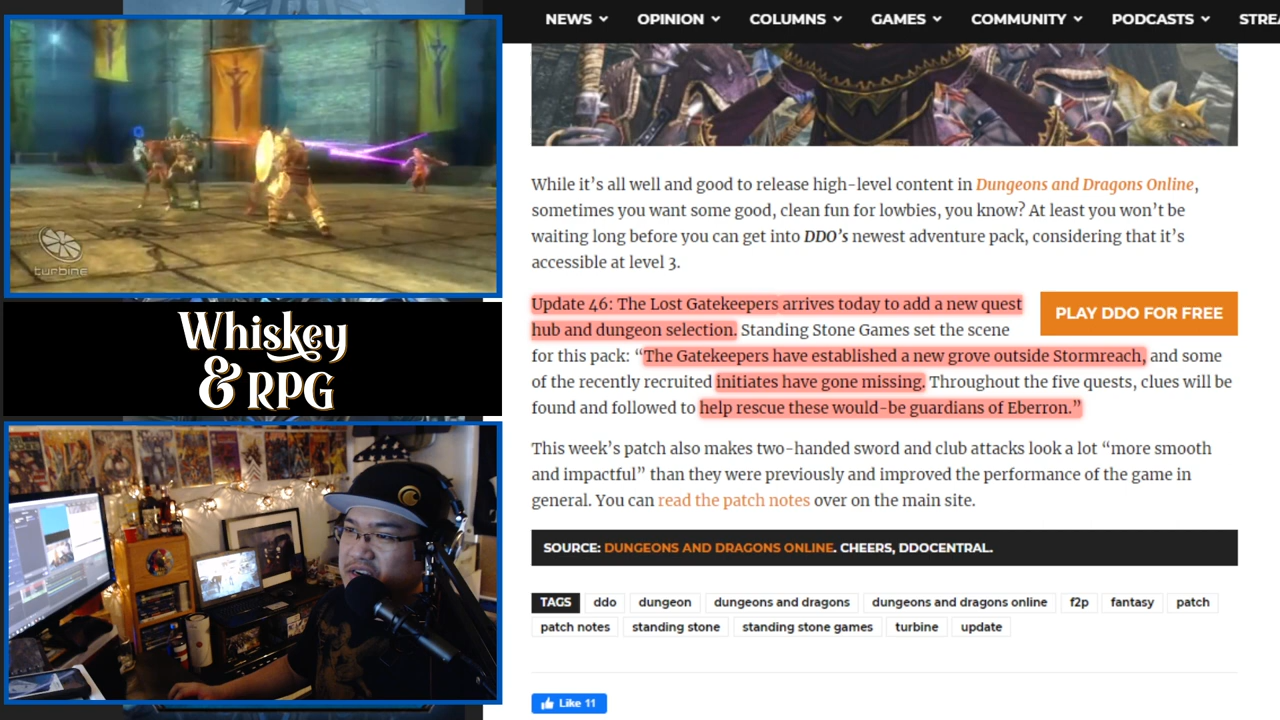 NEWS OPINION COLUMNS GAMES COMMUNITY PODCASTS STREA
turbine
Whiskey
& RPG
While it’s all well and good to release high-level content in Dungeons and Dragons Online,
sometimes you want some good, clean fun for lowbies, you know? At least you won’t be
waiting long before you can get into DDO’s newest adventure pack, considering that it’s
accessible at level 3.
Update 46: The Lost Gatekeepers arrives today to add a new quest
hub and dungeon selection. Standing Stone Games set the scene
for this pack: “The Gatekeepers have established a new grove outside Stormreach, and some
of the recently recruited initiates have gone missing. Throughout the five quests, clues will be
found and followed to help rescue these would-be guardians of Eberron.”
PLAY DDO FOR FREE
This week’s patch also makes two-handed sword and club attacks look a lot “more smooth
and impactful” than they were previously and improved the performance of the game in
general. You can read the patch notes over on the main site.
SOURCE: DUNGEONS AND DRAGONS ONLINE. CHEERS, DDOCENTRAL.
TAGS ddo dungeon dungeons and dragons dungeons and dragons online f2p fantasy patch
patch notes standing stone standing stone games turbine update
Like 11